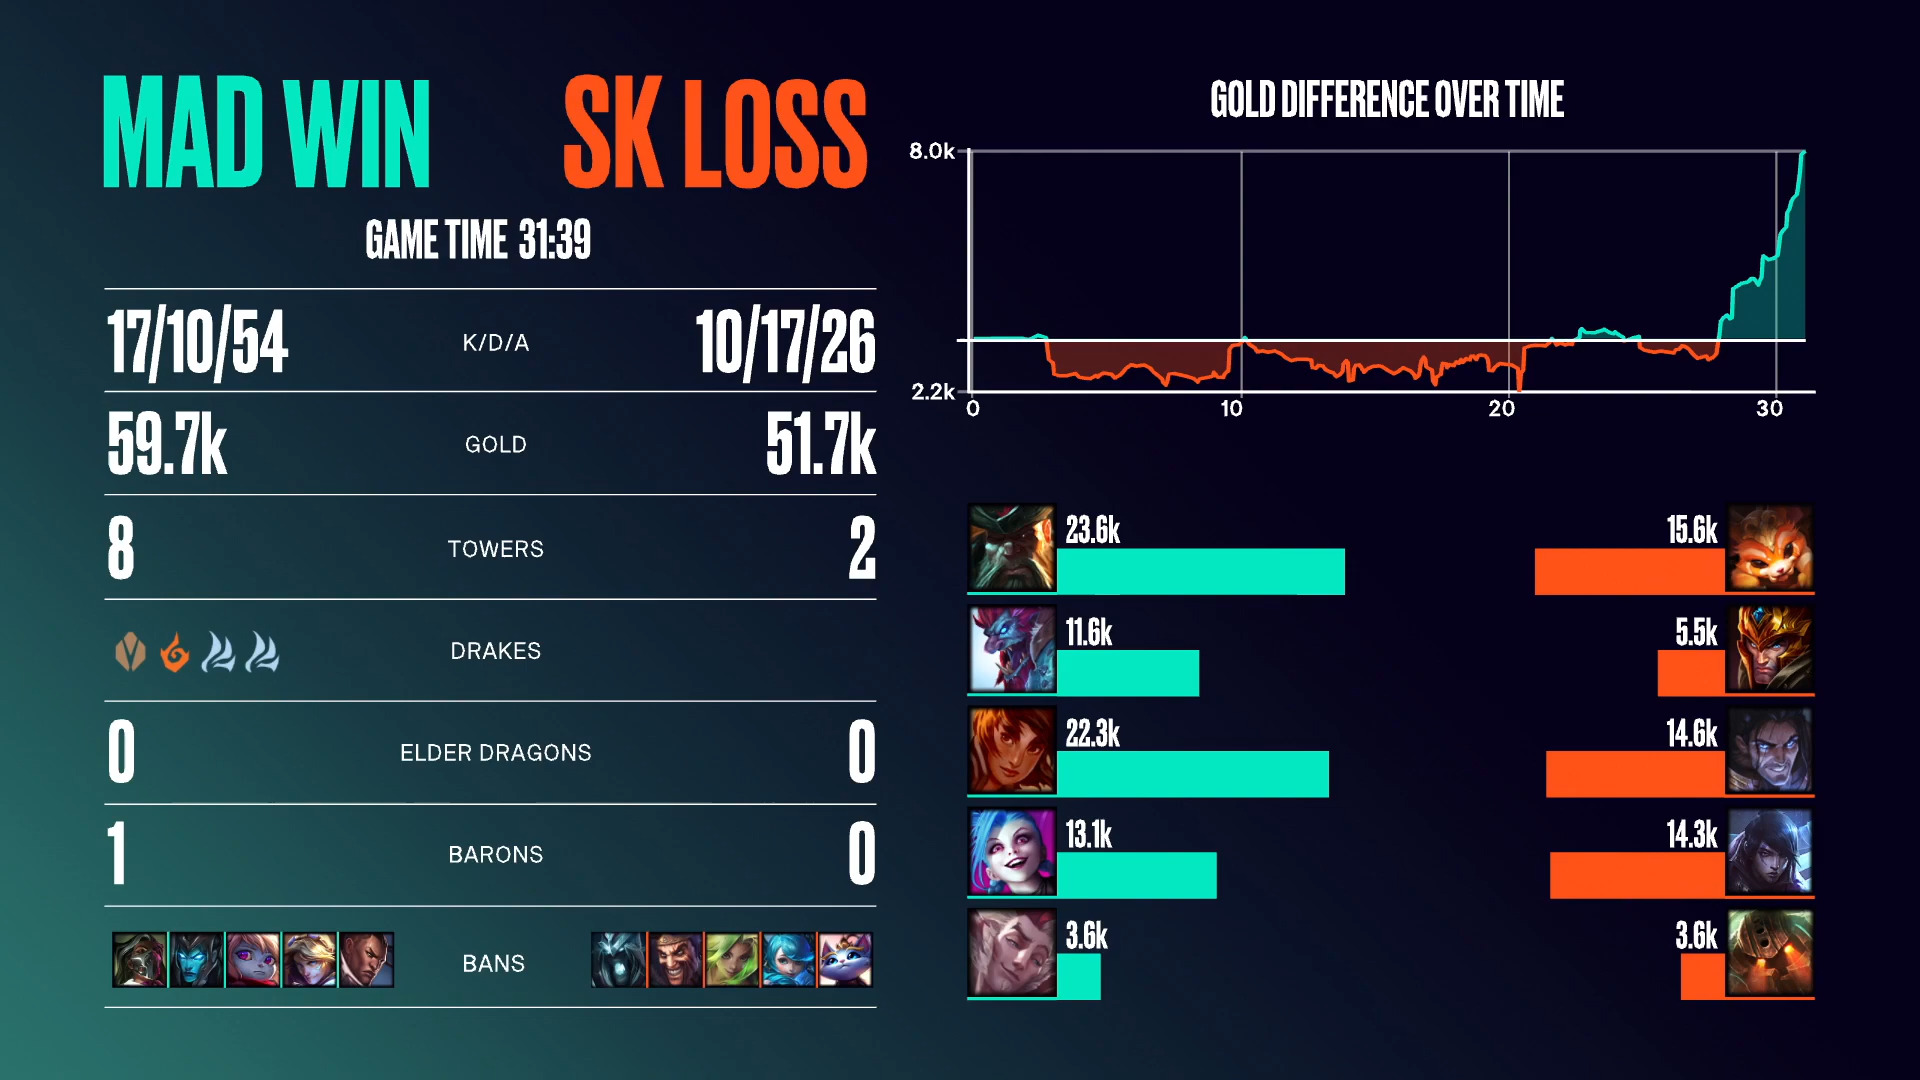 MAD WIN SK LOSS
GAME TIME 31:39
17/10/54 K/D/A 10/17/26
59.7k GOLD 51.7k
8 TOWERS 2
DRAKES
0 ELDER DRAGONS 0
1 BARONS 0
BANS
GOLD DIFFERENCE OVER TIME
8.0k
2.2k
0 10 20 30
23.6k 15.6k
11.6k 5.5k
22.3k 14.6k
13.1k 14.3k
3.6k 3.6k